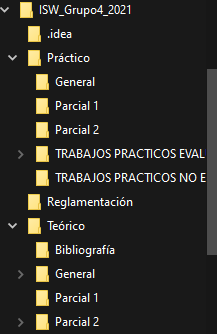 ISW_Grupo4_2021
.idea
Práctico
General
Parcial 1
Parcial 2
TRABAJOS PRACTICOS EVAL
TRABAJOS PRACTICOS NO E
Reglamentación
Teórico
Bibliografía
General
Parcial 1
Parcial 2